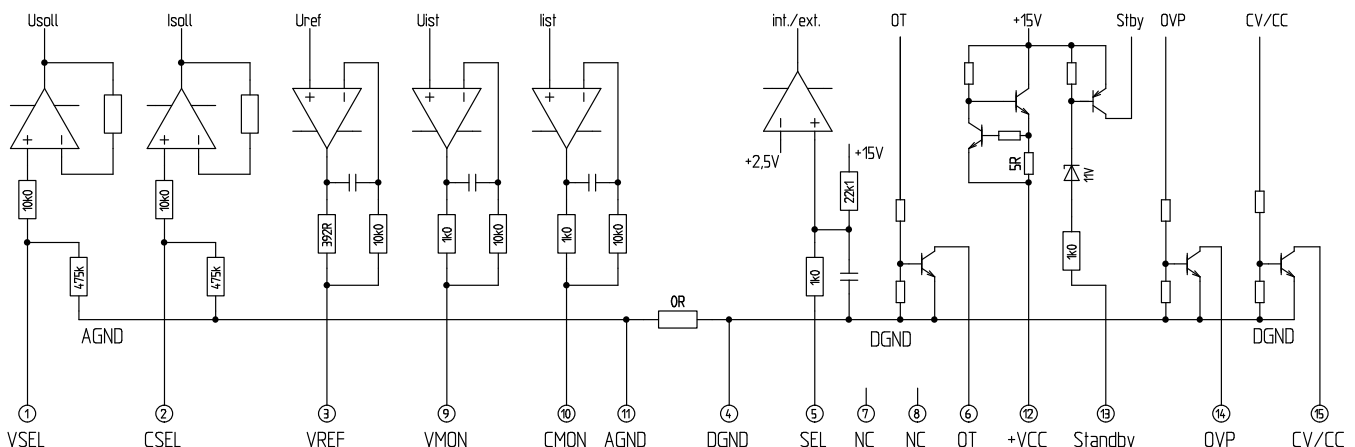 Usoll Isoll Uref Uist Iist int./ext. OT +15V Stby OVP CV/CC
+ - + - + - + - + - - +
+2,5V +15V
5R 11V
10k0 10k0 22k1
392R 10k0 1k0 10k0 1k0 10k0 1k0 1k0
475k 475k
0R
AGND DGND DGND
1 2 3 9 10 11 4 5 7 8 6 12 13 14 15
VSEL CSEL VREF VMON CMON AGND DGND SEL NC NC OT +VCC Standby OVP CV/CC